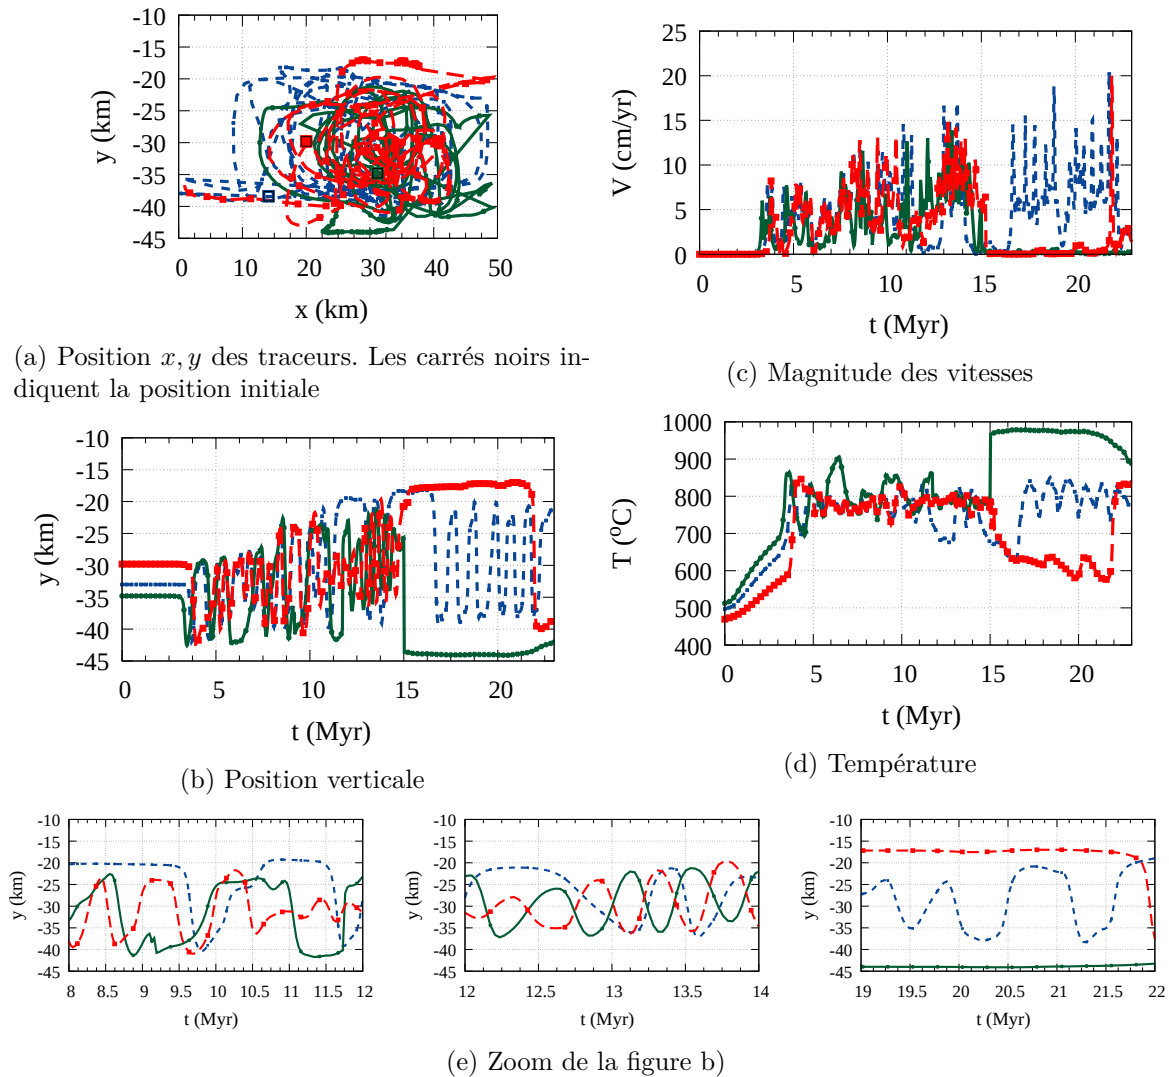 -10
-15
-20
-25
-30
-35
-40
-45
0 10 20 30 40 50
y (km)
x (km)
(a) Position x, y des traceurs. Les carrés noirs in-
diquent la position initiale
25
20
15
10
5
0
0 5 10 15 20
V (cm/yr)
t (Myr)
(c) Magnitude des vitesses
-10
-15
-20
-25
-30
-35
-40
-45
0 5 10 15 20
y (km)
t (Myr)
(b) Position verticale
1000
900
800
700
600
500
400
0 5 10 15 20
T (°C)
t (Myr)
(d) Température
-10
-15
-20
-25
-30
-35
-40
-45
8 8.5 9 9.5 10 10.5 11 11.5 12
y (km)
t (Myr)
-10
-15
-20
-25
-30
-35
-40
-45
12 12.5 13 13.5 14
y (km)
t (Myr)
-10
-15
-20
-25
-30
-35
-40
-45
19 19.5 20 20.5 21 21.5 22
y (km)
t (Myr)
(e) Zoom de la figure b)